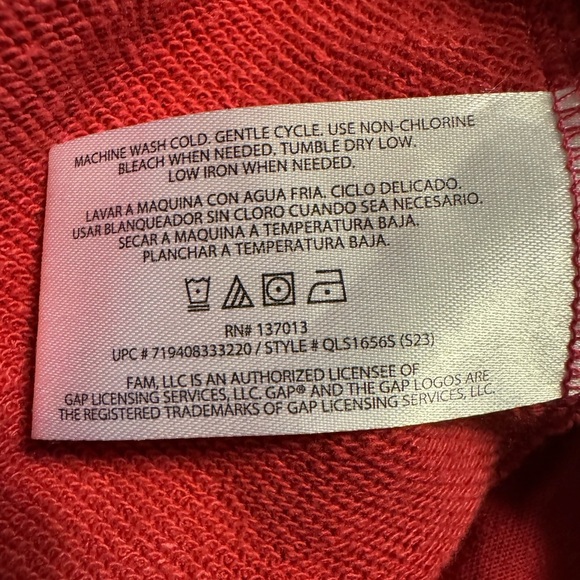 MACHINE WASH COLD. GENTLE CYCLE. USE NON-CHLORINE
BLEACH WHEN NEEDED. TUMBLE DRY LOW.
LOW IRON WHEN NEEDED.
LAVAR A MAQUINA CON AGUA FRIA. CICLO DELICADO.
USAR BLANQUEADOR SIN CLORO CUANDO SEA NECESARIO.
SECAR A MAQUINA A TEMPERATURA BAJA.
PLANCHAR A TEMPERATURA BAJA.
RN# 137013
UPC # 719408333220 / STYLE # QLS1656S (S23)
FAM, LLC IS AN AUTHORIZED LICENSEE OF
GAP LICENSING SERVICES, LLC. GAP® AND THE GAP LOGOS ARE
THE REGISTERED TRADEMARKS OF GAP LICENSING SERVICES, LLC.